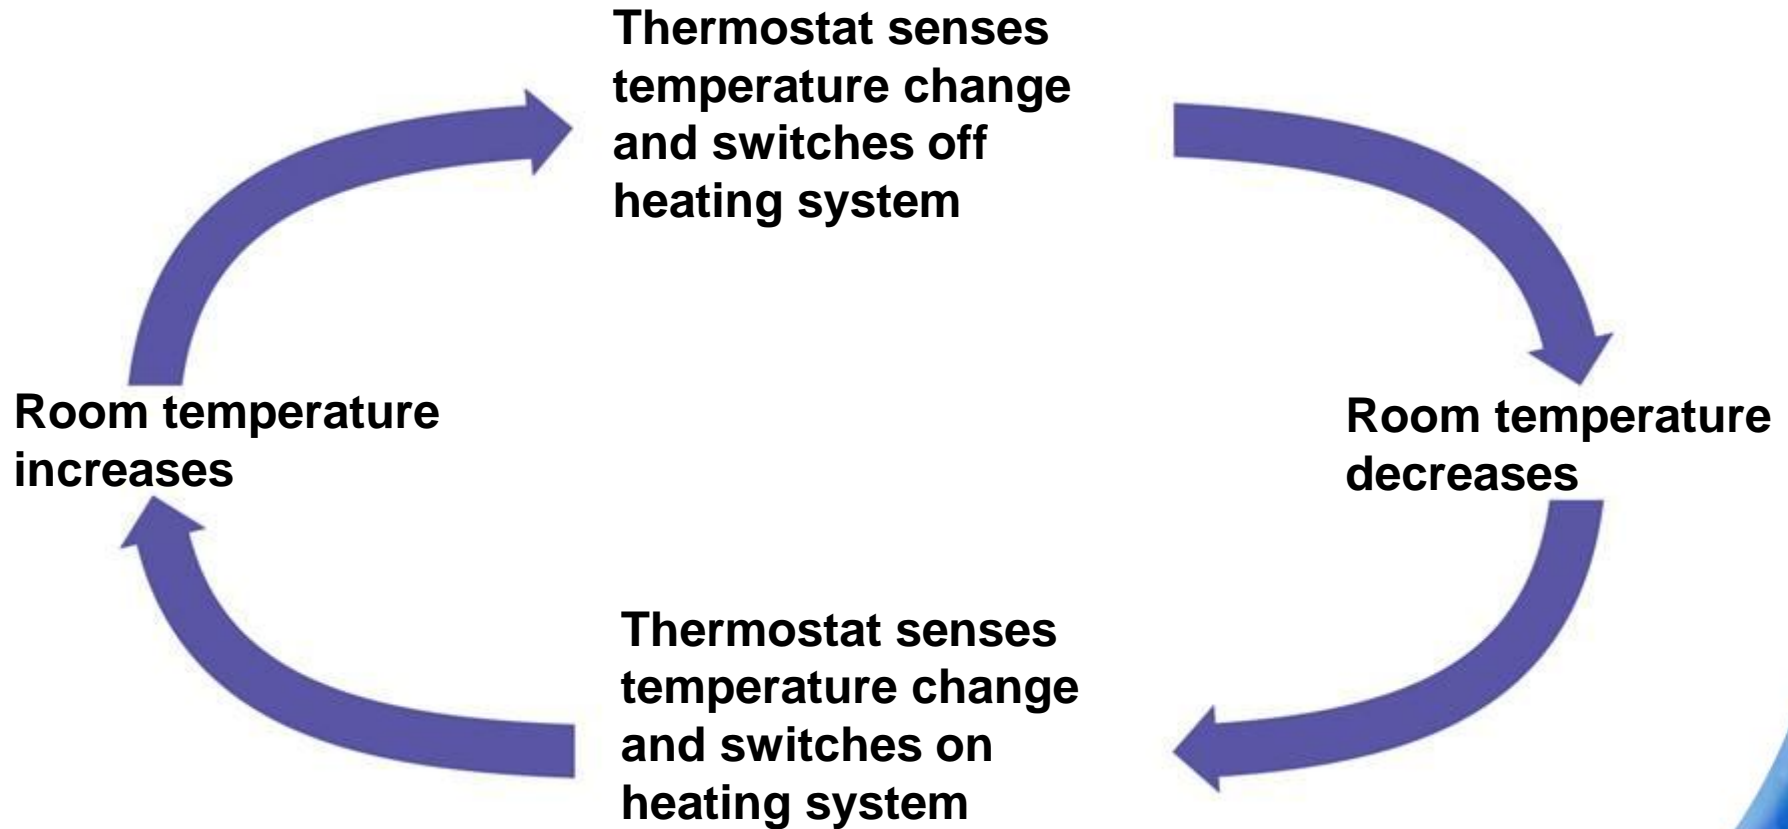 Thermostat senses
temperature change
and switches off
heating system
Room temperature
increases
Room temperature
decreases
Thermostat senses
temperature change
and switches on
heating system